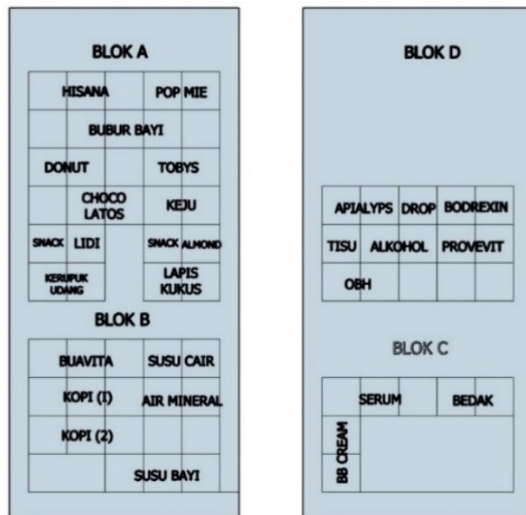 BLOK A
HISANA
POP MIE
BUBUR BAYI
DONUT
TOBYS
CHOCO
LATOS
KEJU
SNACK
LIDI
SNACK
ALMOND
KERUPUK
UDANG
LAPIS
KUKUS
BLOK B
BUAVITA
SUSU CAIR
KOPI (1)
AIR MINERAL
KOPI (2)
SUSU BAYI
BLOK D
APIALYPS
DROP
BODREXIN
TISU
ALKOHOL
PROVEVIT
OBH
BLOK C
SERUM
BEDAK
BB CREAM